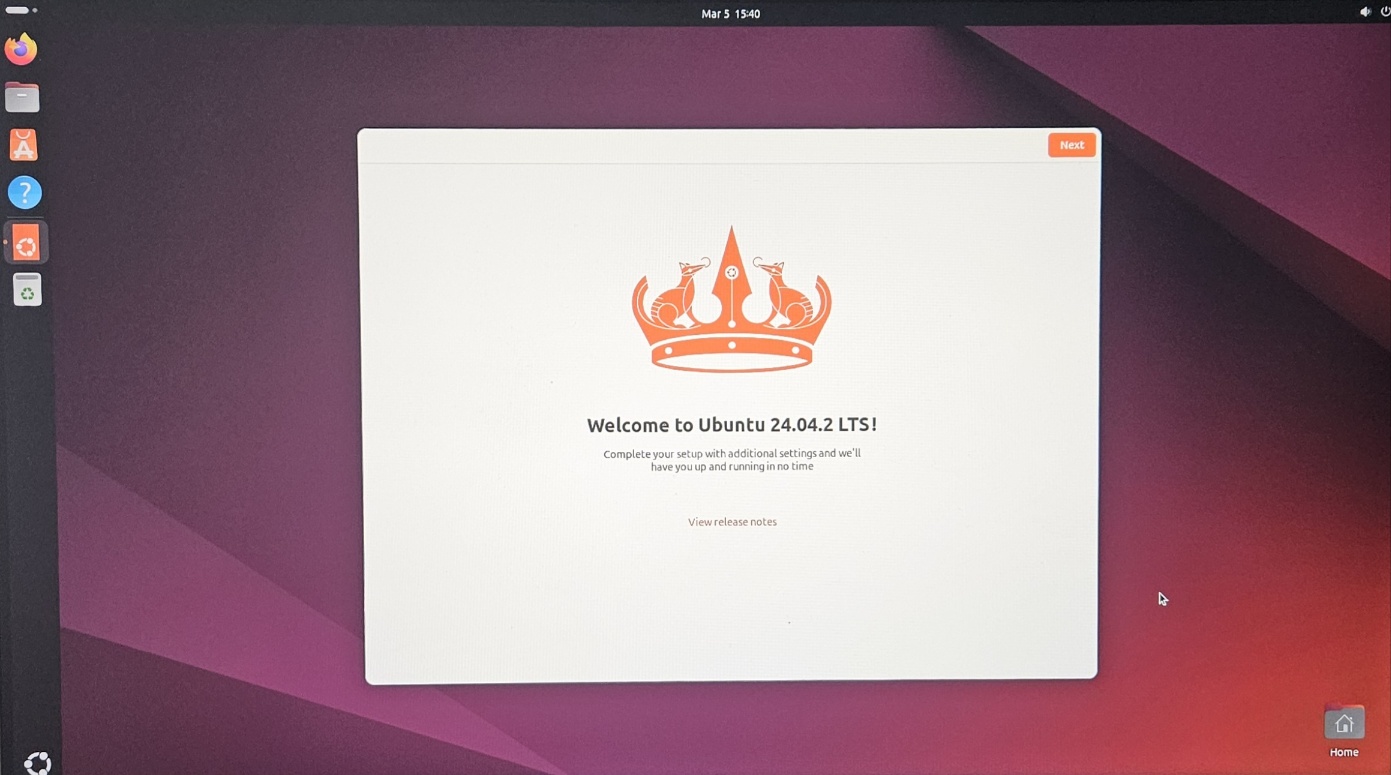 Mar 5 15:40
Next
Welcome to Ubuntu 24.04.2 LTS!
Complete your setup with additional settings and we'll
have you up and running in no time
View release notes
Home